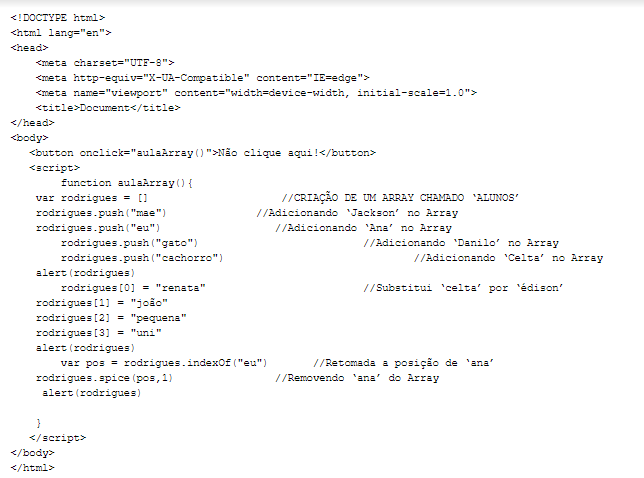 <!DOCTYPE html>
<html lang="en">
<head>
    <meta charset="UTF-8">
    <meta http-equiv="X-UA-Compatible" content="IE=edge">
    <meta name="viewport" content="width=device-width, initial-scale=1.0">
    <title>Document</title>
</head>
<body>
   <button onclick="aulaArray()">Não clique aqui!</button>
   <script>
        function aulaArray(){
    var rodrigues = []                     //CRIAÇÃO DE UM ARRAY CHAMADO ‘ALUNOS’
    rodrigues.push("mae")              //Adicionando ‘Jackson’ no Array
    rodrigues.push("eu")                  //Adicionando ‘Ana’ no Array
        rodrigues.push("gato")                          //Adicionando ‘Danilo’ no Array
        rodrigues.push("cachorro")                              //Adicionando ‘Celta’ no Array
    alert(rodrigues)
        rodrigues[0] = "renata"                         //Substitui ‘celta’ por ‘édison’
    rodrigues[1] = "joão"
    rodrigues[2] = "pequena"
    rodrigues[3] = "uni"
    alert(rodrigues)
        var pos = rodrigues.indexOf("eu")       //Retomada a posição de ‘ana’
    rodrigues.spice(pos,1)                //Removendo ‘ana’ do Array
     alert(rodrigues)
    }
   </script>
</body>
</html>